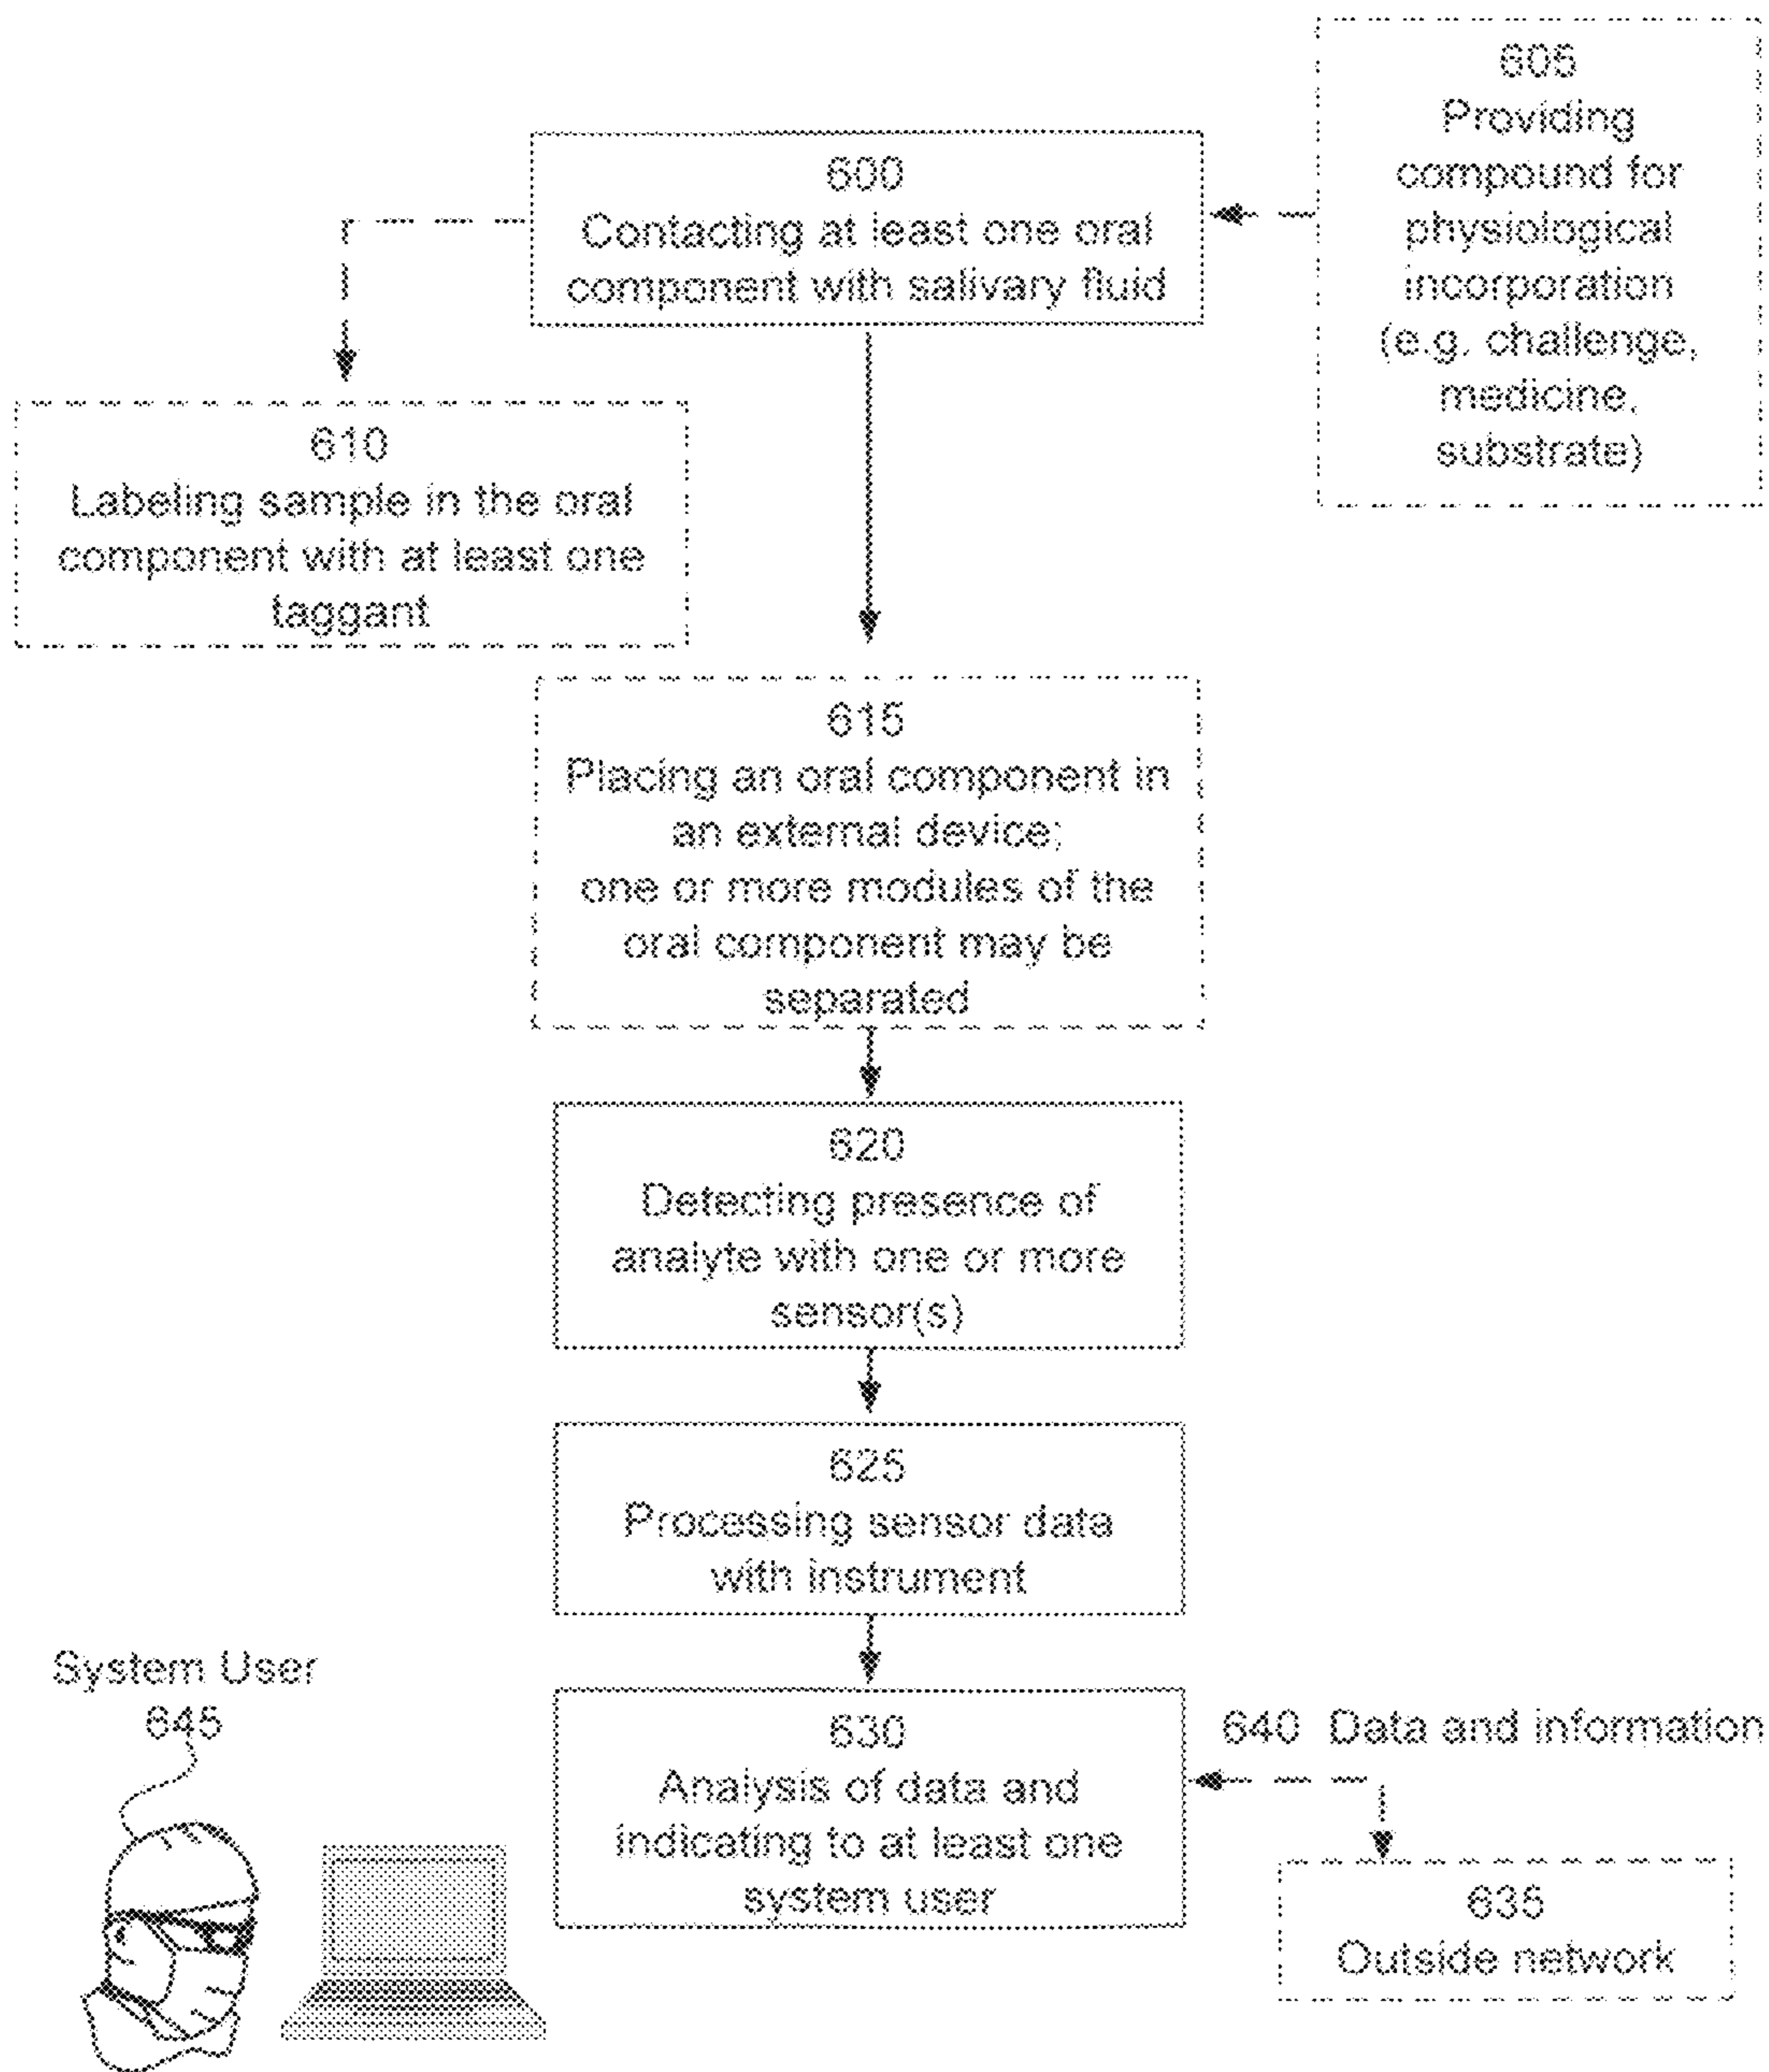 605
Providing
compound for
physiological
incorporation
(e.g. challenge,
medicine,
substrate)
600
Contacting at least one oral
component with salivary fluid
610
Labeling sample in the oral
component with at least one
taggant
615
Placing an oral component in
an external device;
one or more modules of the
oral component may be
separated
620
Detecting presence of
analyte with one or more
sensor(s)
625
Processing sensor data
with instrument
System User
645
630
Analysis of data and
indicating to at least one
system user
640 Data and information
635
Outside network